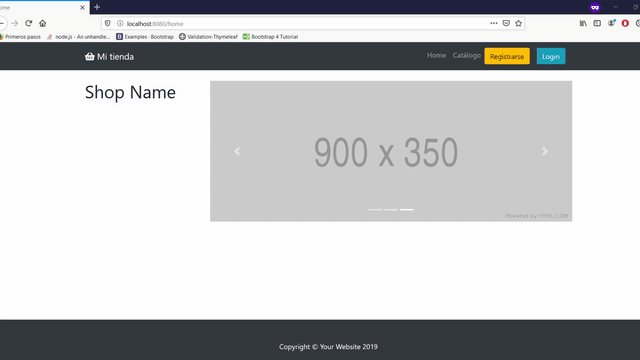 ome
localhost:8080/home
Primeros pasos
node.js - An unhandle...
Examples · Bootstrap
Validation-Thymeleaf
Bootstrap 4 Tutorial
Mi tienda
Home
Catálogo
Registrarse
Login
Shop Name
900 x 350
Powered by HTML.COM
Copyright © Your Website 2019